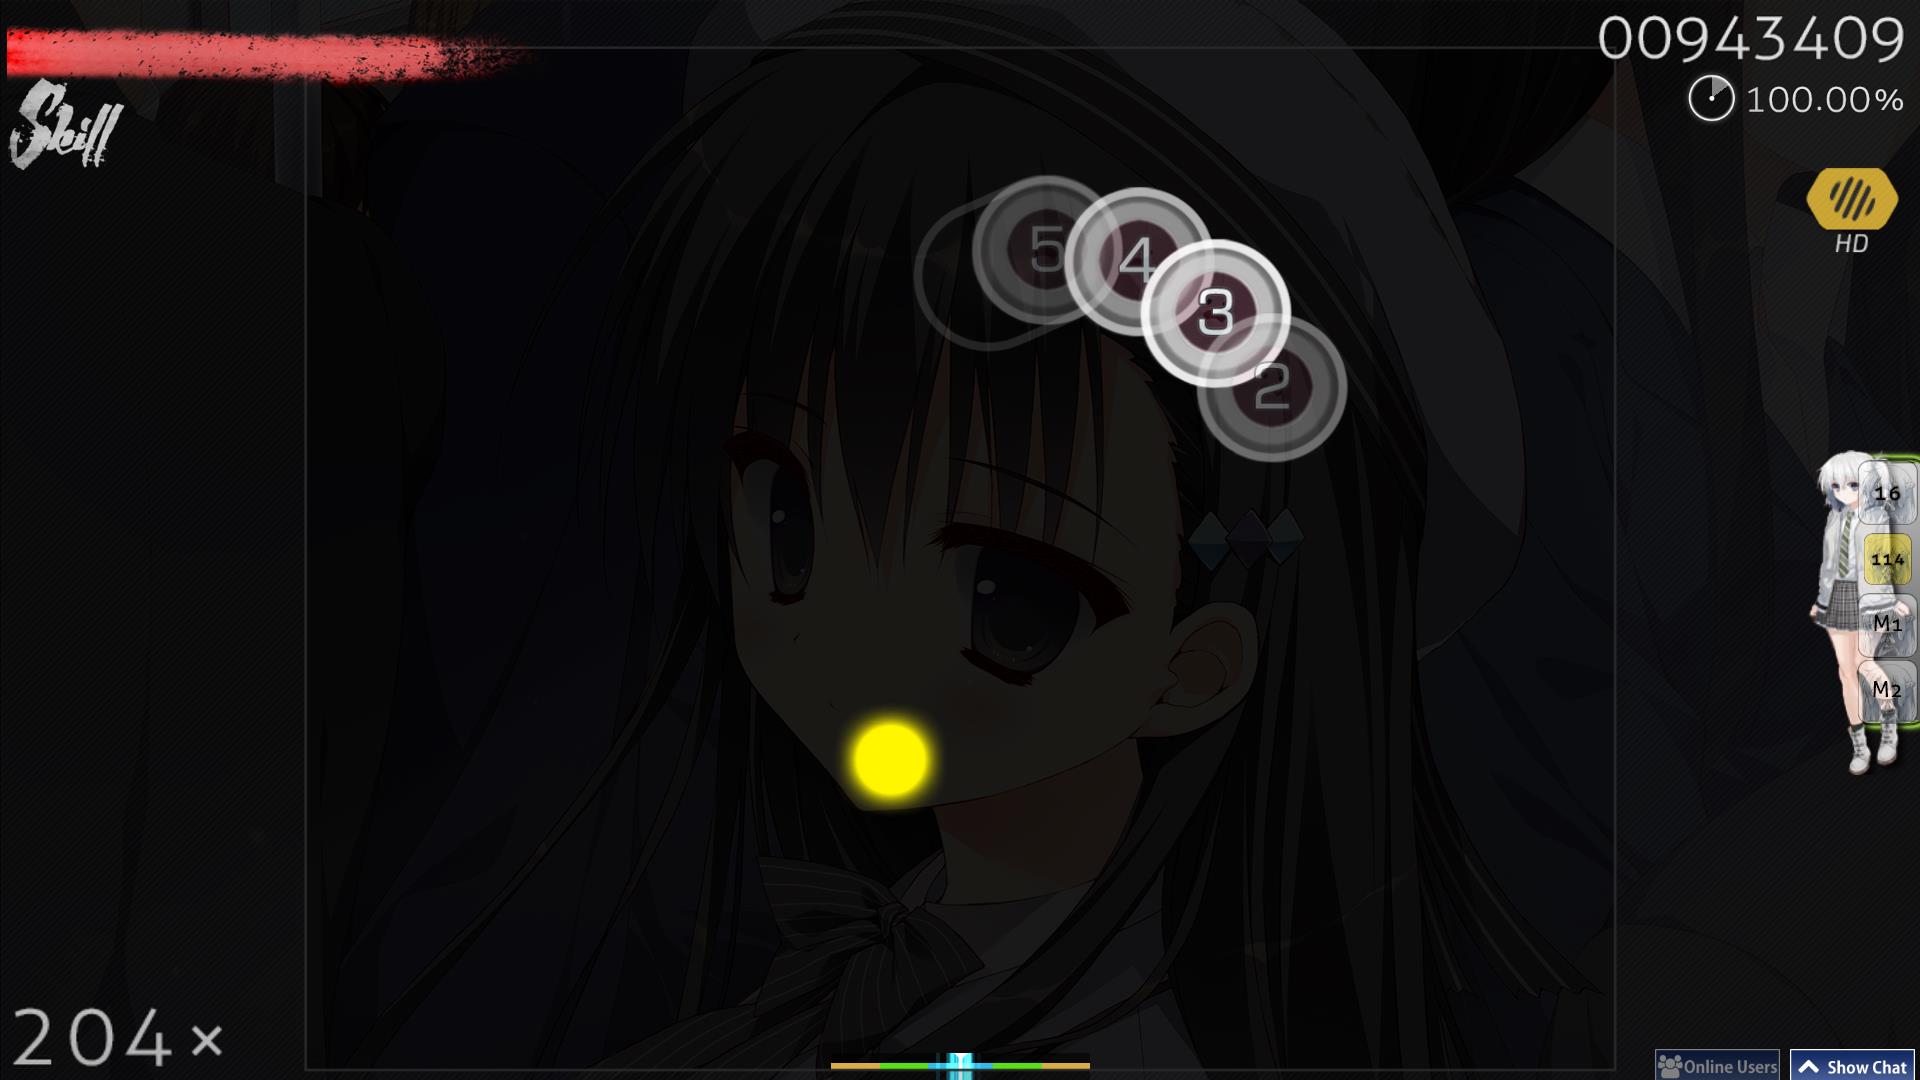 00943409
Skill
100.00%
HD
5
4
3
2
16
114
M1
M2
204×
Online Users
Show Chat